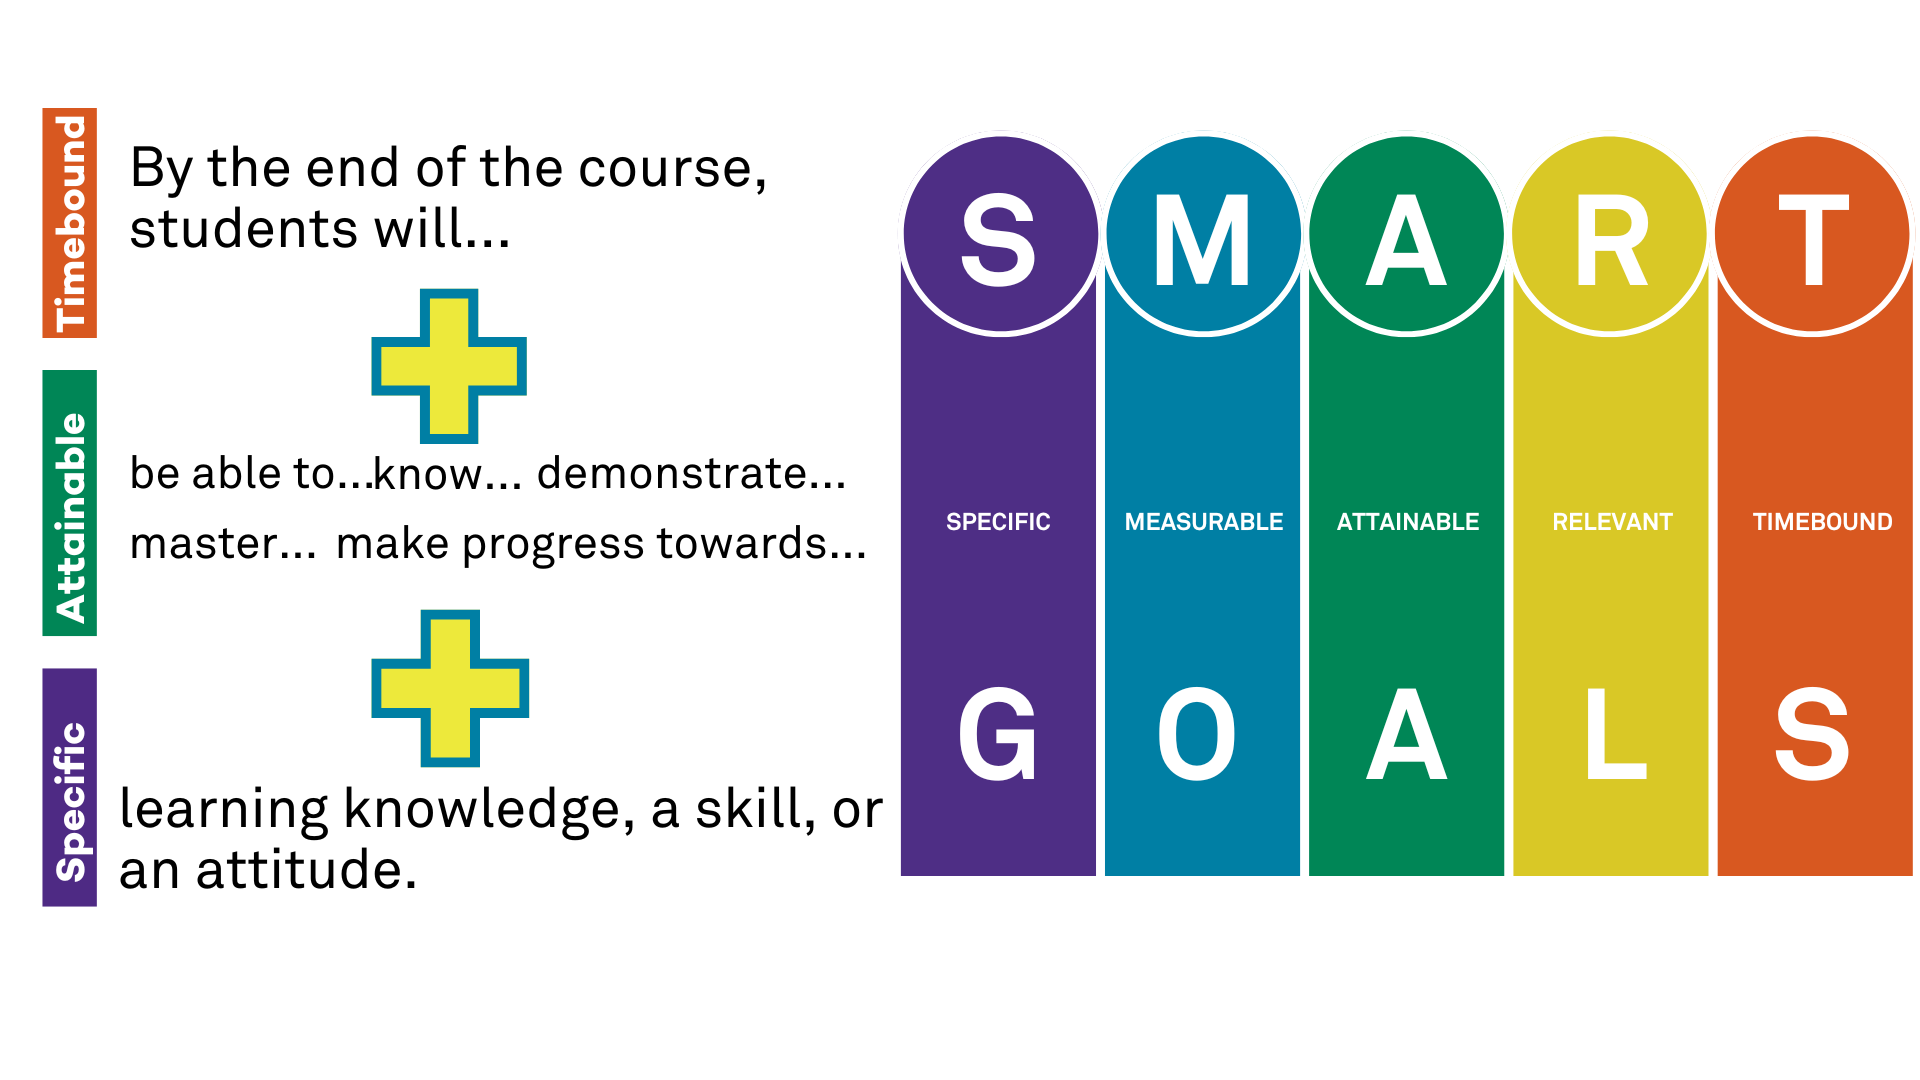 Timebound
By the end of the course,
students will...
Attainable
be able to...know... demonstrate...
master... make progress towards...
Specific
learning knowledge, a skill, or
an attitude.
S M A R T
SPECIFIC MEASURABLE ATTAINABLE RELEVANT TIMEBOUND
G O A L S